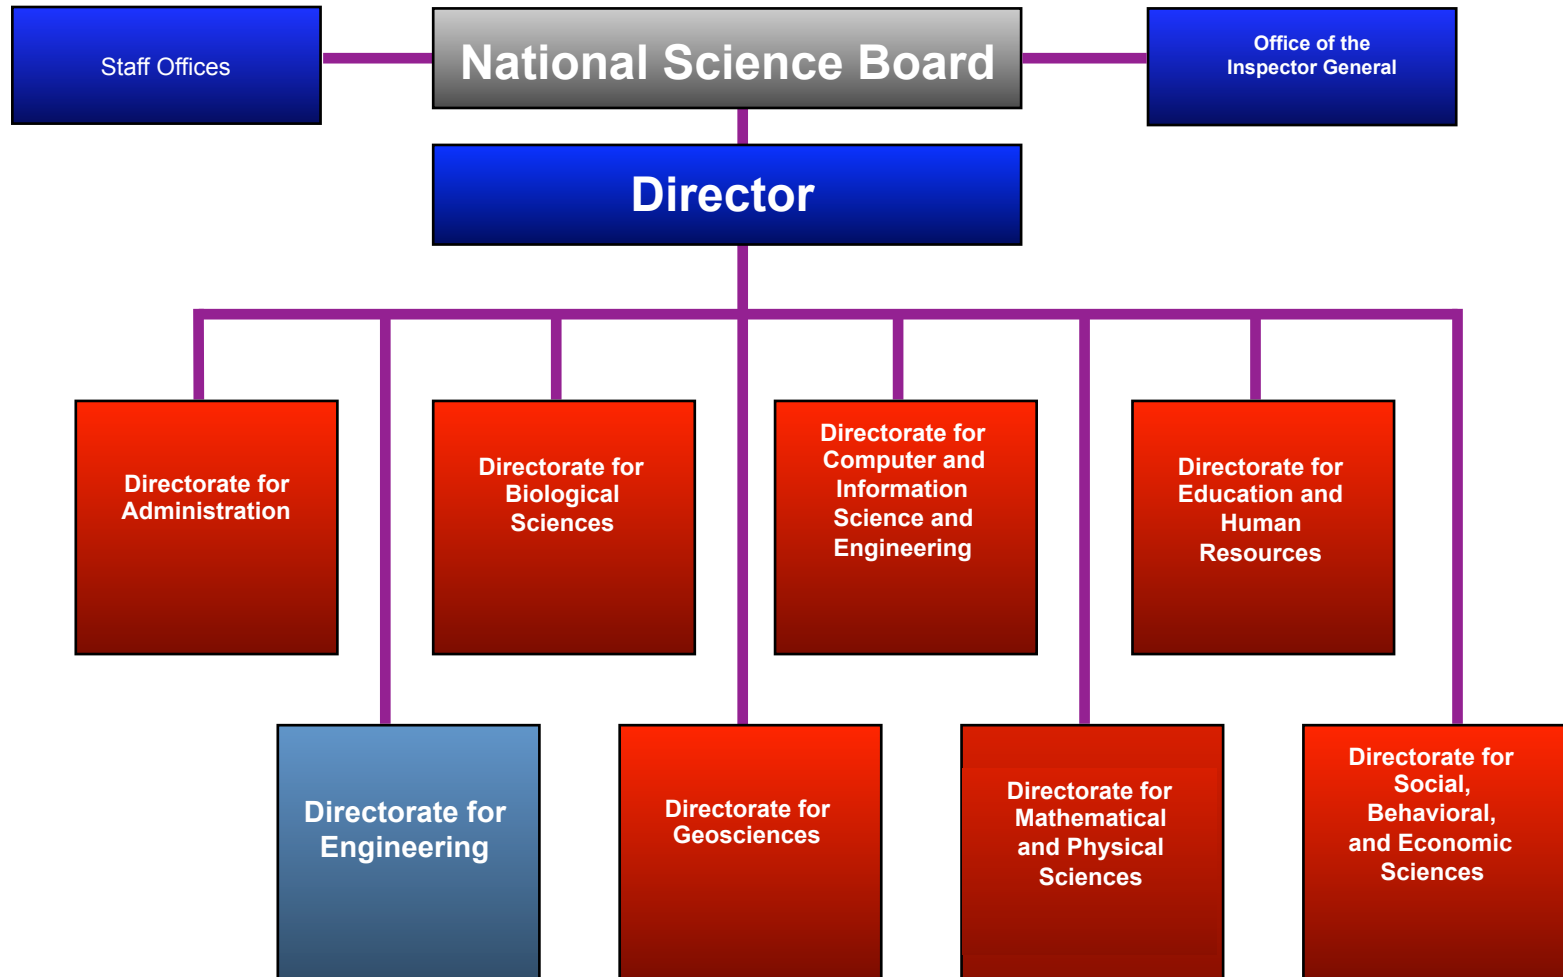 Staff Offices
National Science Board
Office of the
Inspector General
Director
Directorate for
Administration
Directorate for
Biological
Sciences
Directorate for
Computer and
Information
Science and
Engineering
Directorate for
Education and
Human
Resources
Directorate for
Engineering
Directorate for
Geosciences
Directorate for
Mathematical
and Physical
Sciences
Directorate for
Social,
Behavioral,
and Economic
Sciences